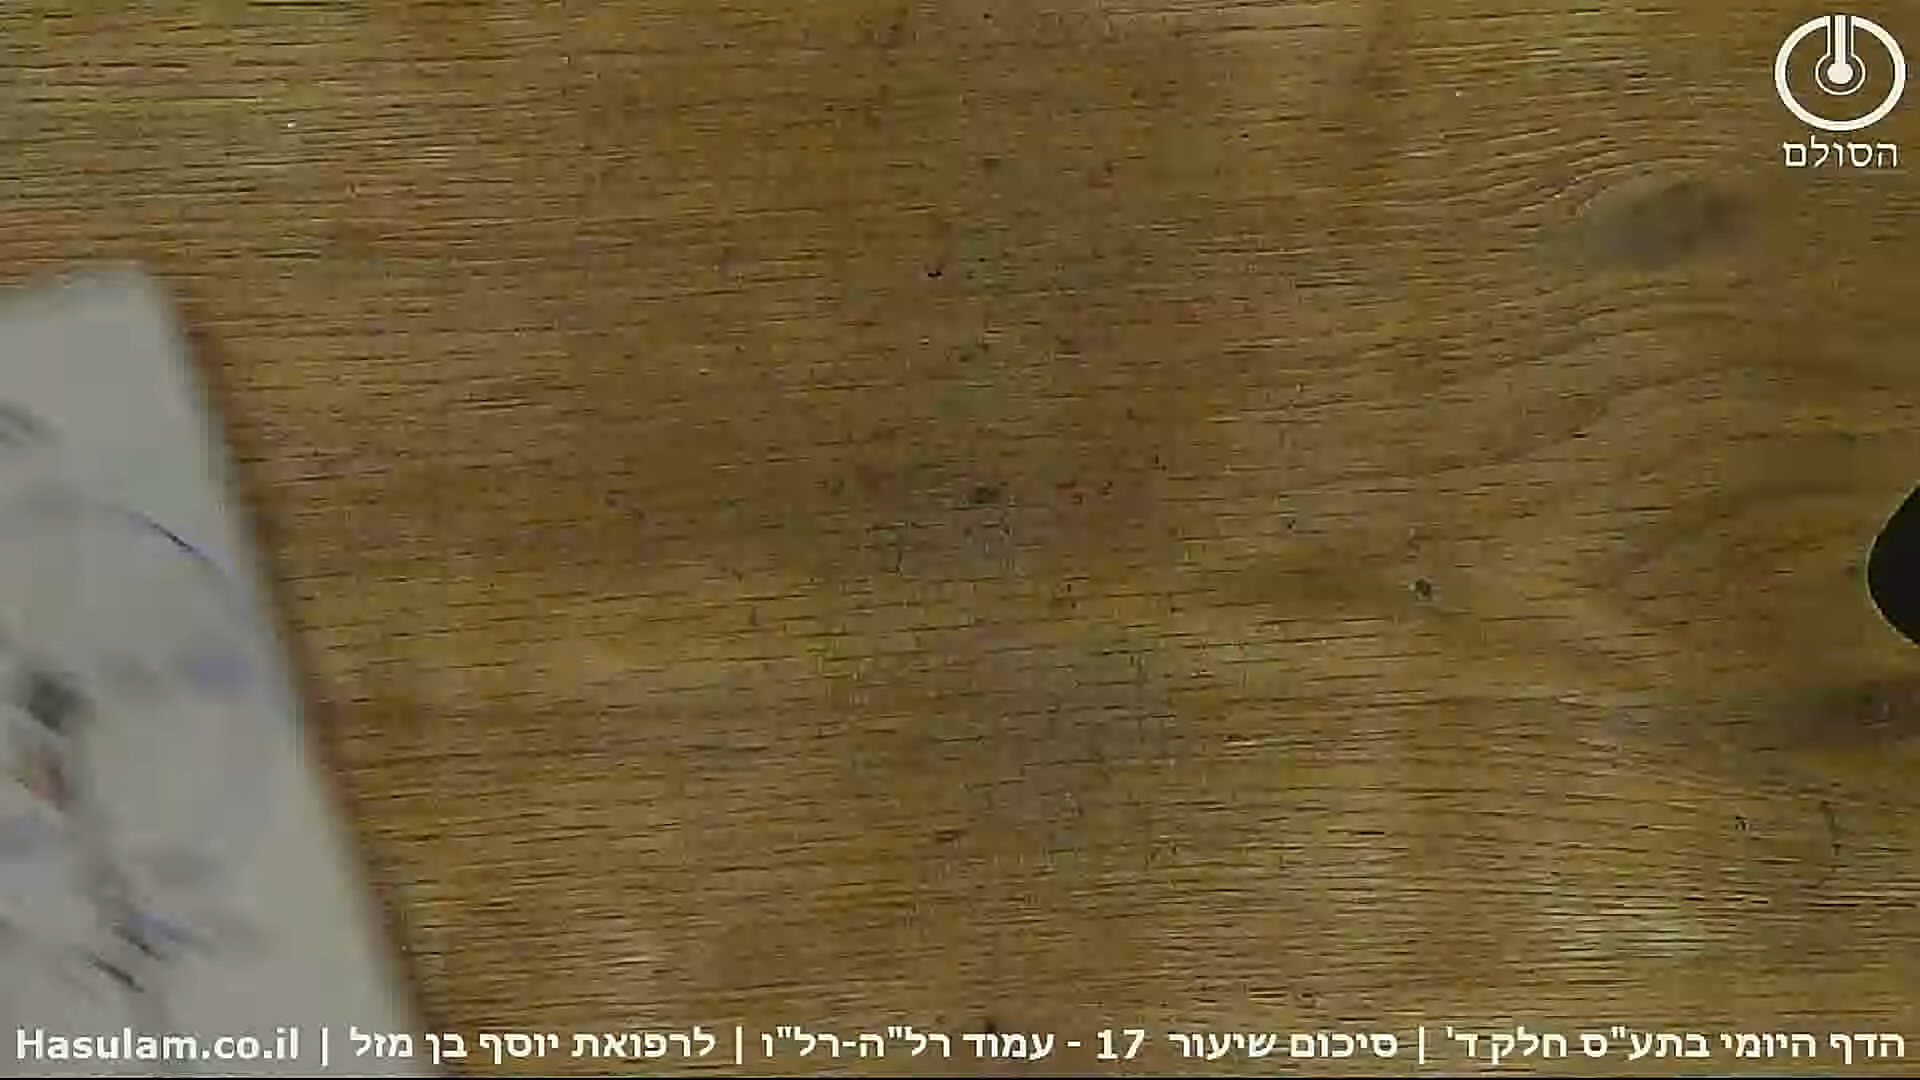 הסולם
הדף היומי בתע"ס חלק ד' | סיכום שיעור 17 - עמוד רל"ה-רל"ו | לרפואת יוסף בן מזל | Hasulam.co.il